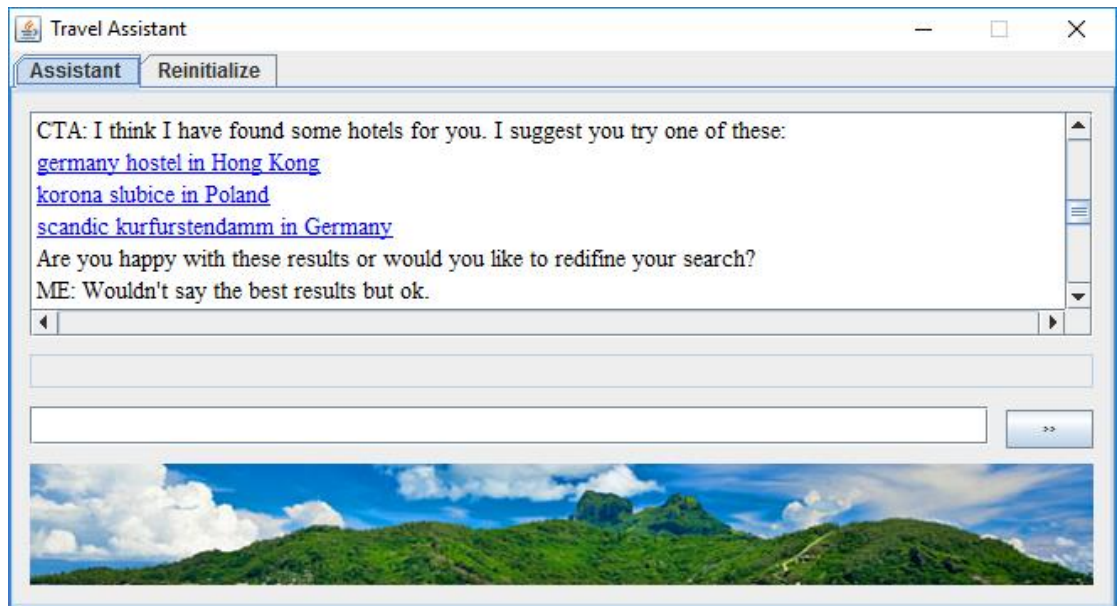 Travel Assistant
Assistant
Reinitialize
CTA: I think I have found some hotels for you. I suggest you try one of these:
germany hostel in Hong Kong
korona slubice in Poland
scandic kurfurstendamm in Germany
Are you happy with these results or would you like to redifine your search?
ME: Wouldn't say the best results but ok.
>>